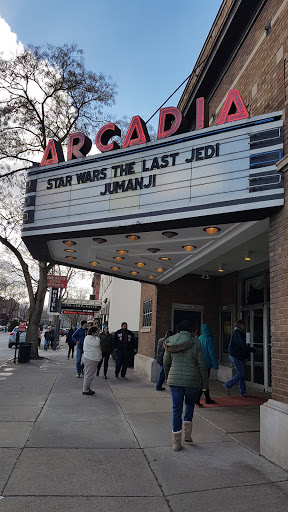 ARCADIA
STAR WARS THE LAST JEDI
JUMANJI